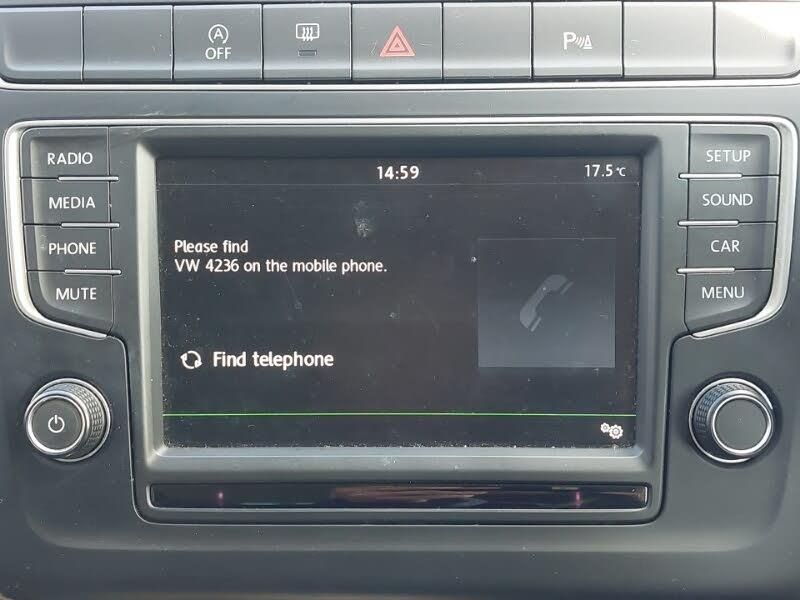 OFF
P
RADIO
MEDIA
PHONE
MUTE
14:59
17.5°C
Please find
VW 4236 on the mobile phone.
Find telephone
SETUP
SOUND
CAR
MENU